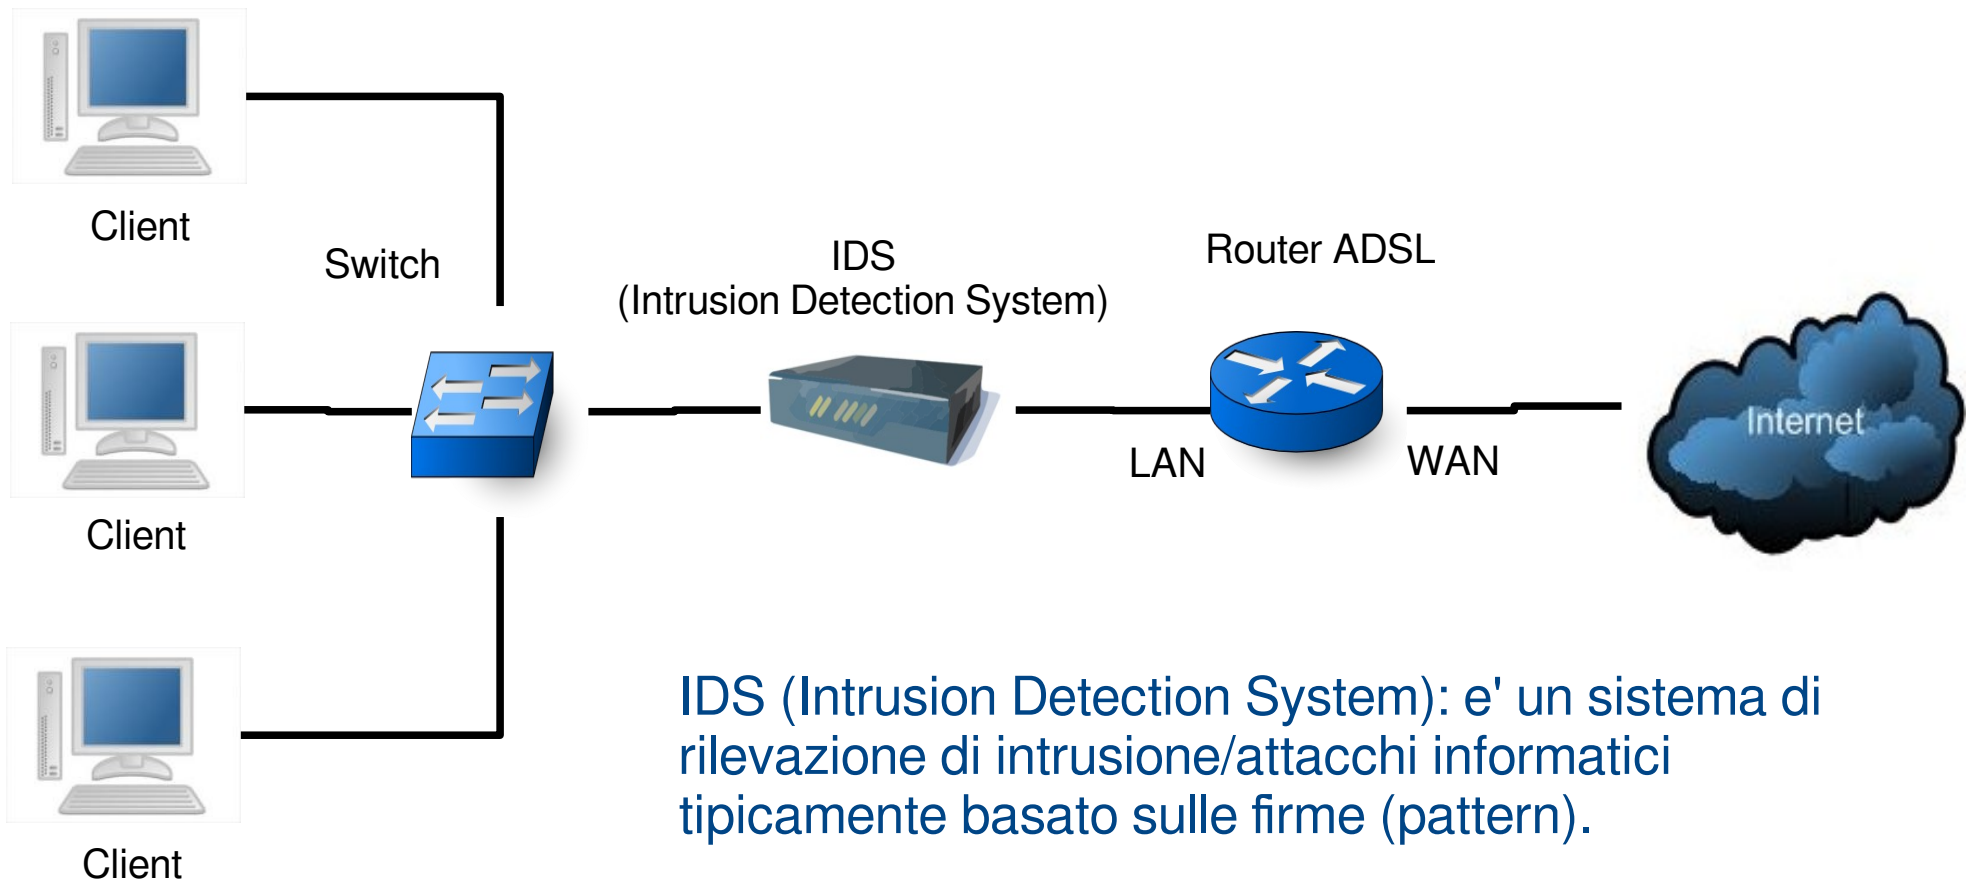 Client
Switch
IDS
(Intrusion Detection System)
Router ADSL
Internet
LAN
WAN
Client
IDS (Intrusion Detection System): e' un sistema di
rilevazione di intrusione/attacchi informatici
tipicamente basato sulle firme (pattern).
Client